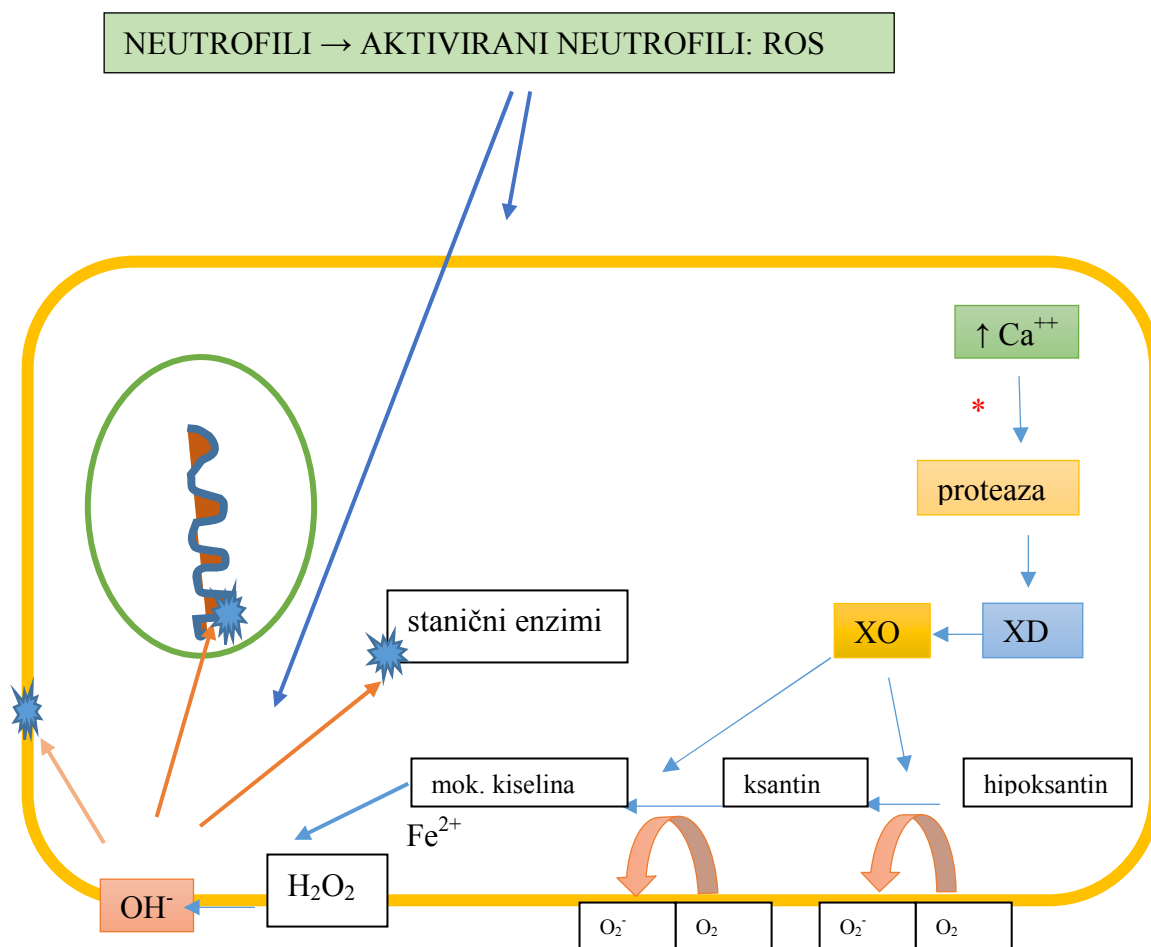 NEUTROFILI → AKTIVIRANI NEUTROFILI: ROS
↑ Ca⁺⁺
*
proteaza
stanični enzimi
XO
XD
mok. kiselina
ksantin
hipoksantin
Fe²⁺
H₂O₂
OH⁻
O₂⁻
O₂
O₂⁻
O₂